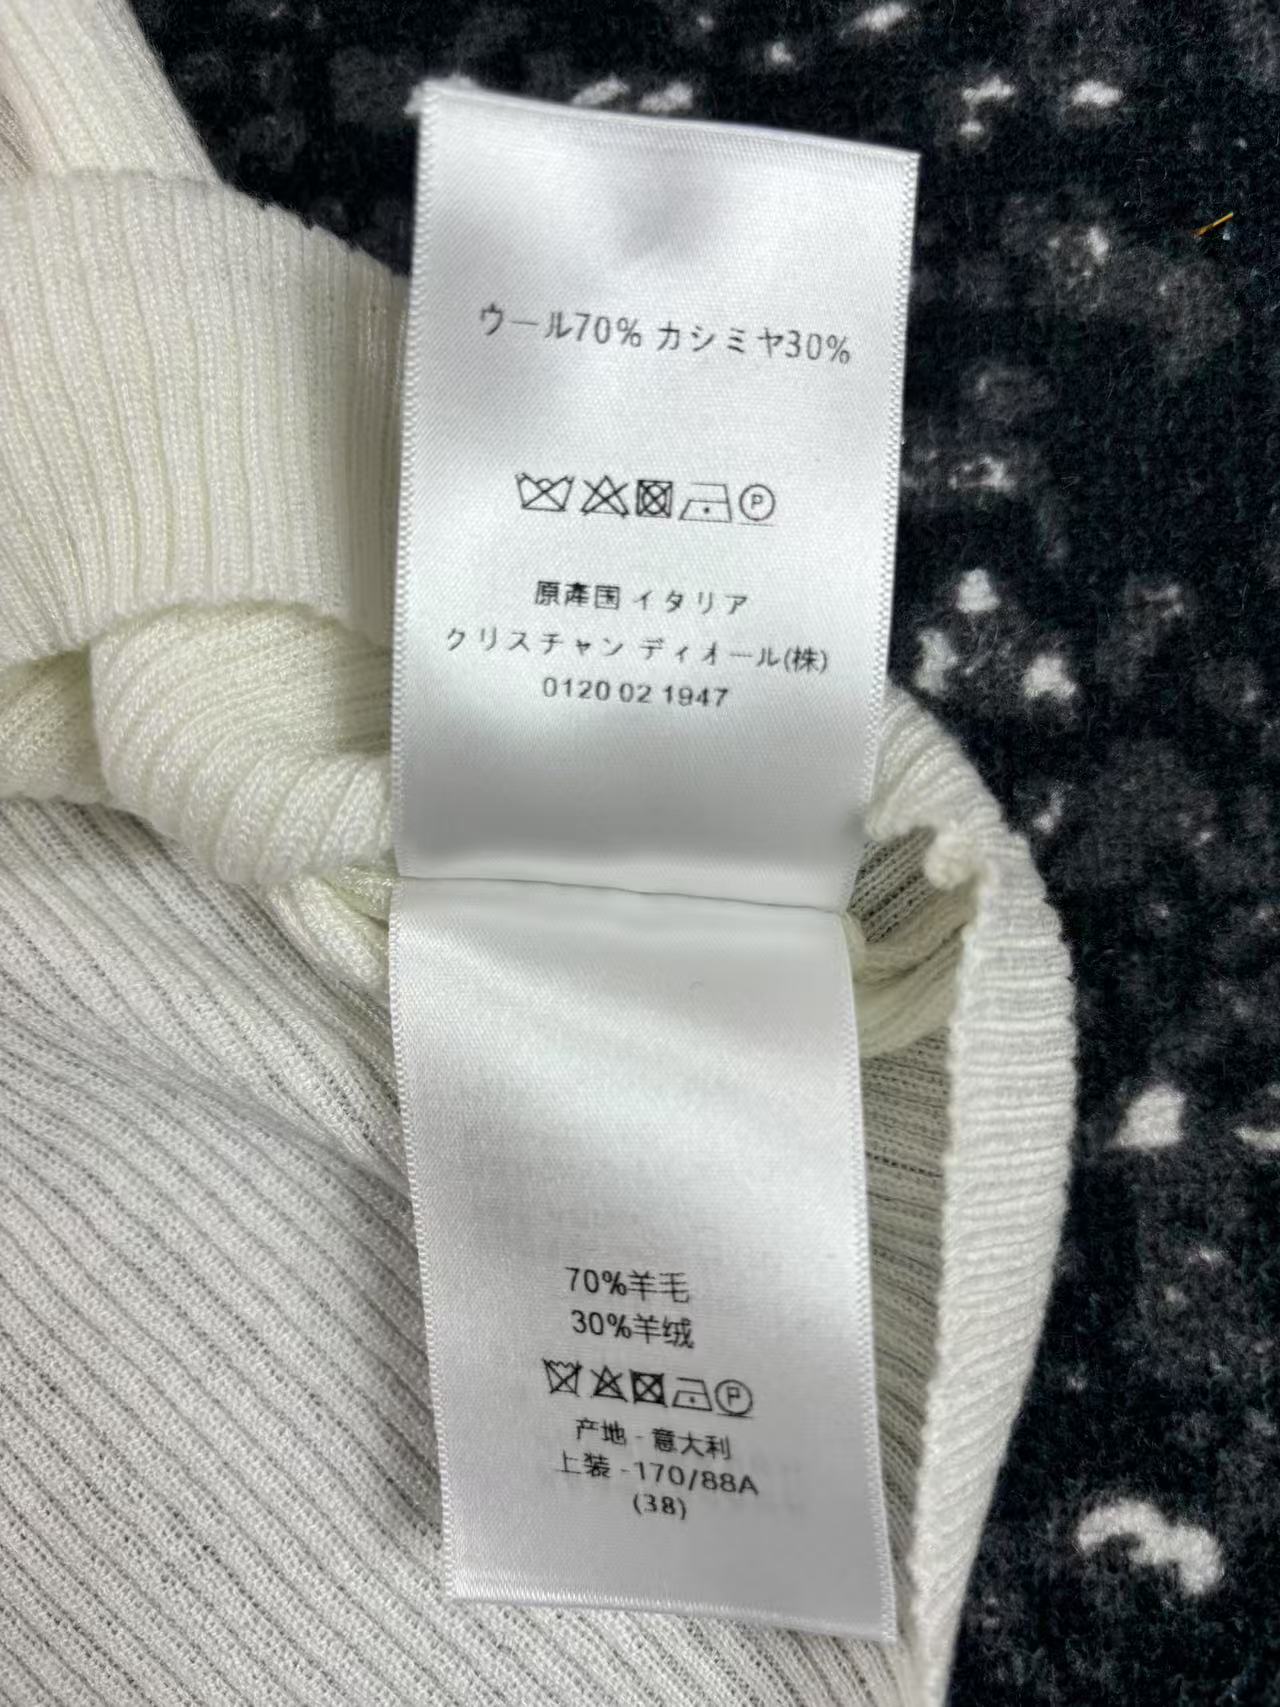 ウール70% カシミヤ30%
P
原產国 イタリア
クリスチャン ディオール(株)
0120 02 1947
70%羊毛
30%羊绒
P
产地 - 意大利
上装 -170/88A
(38)